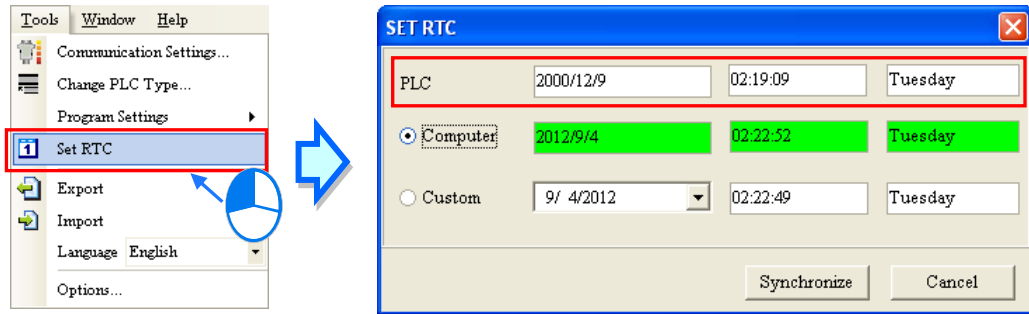 Tools Window Help
Communication Settings...
Change PLC Type...
Program Settings
1 Set RTC
Export
Import
Language English
Options...
SET RTC
PLC 2000/12/9 02:19:09 Tuesday
Computer 2012/9/4 02:22:52 Tuesday
Custom 9/ 4/2012 02:22:49 Tuesday
Synchronize Cancel